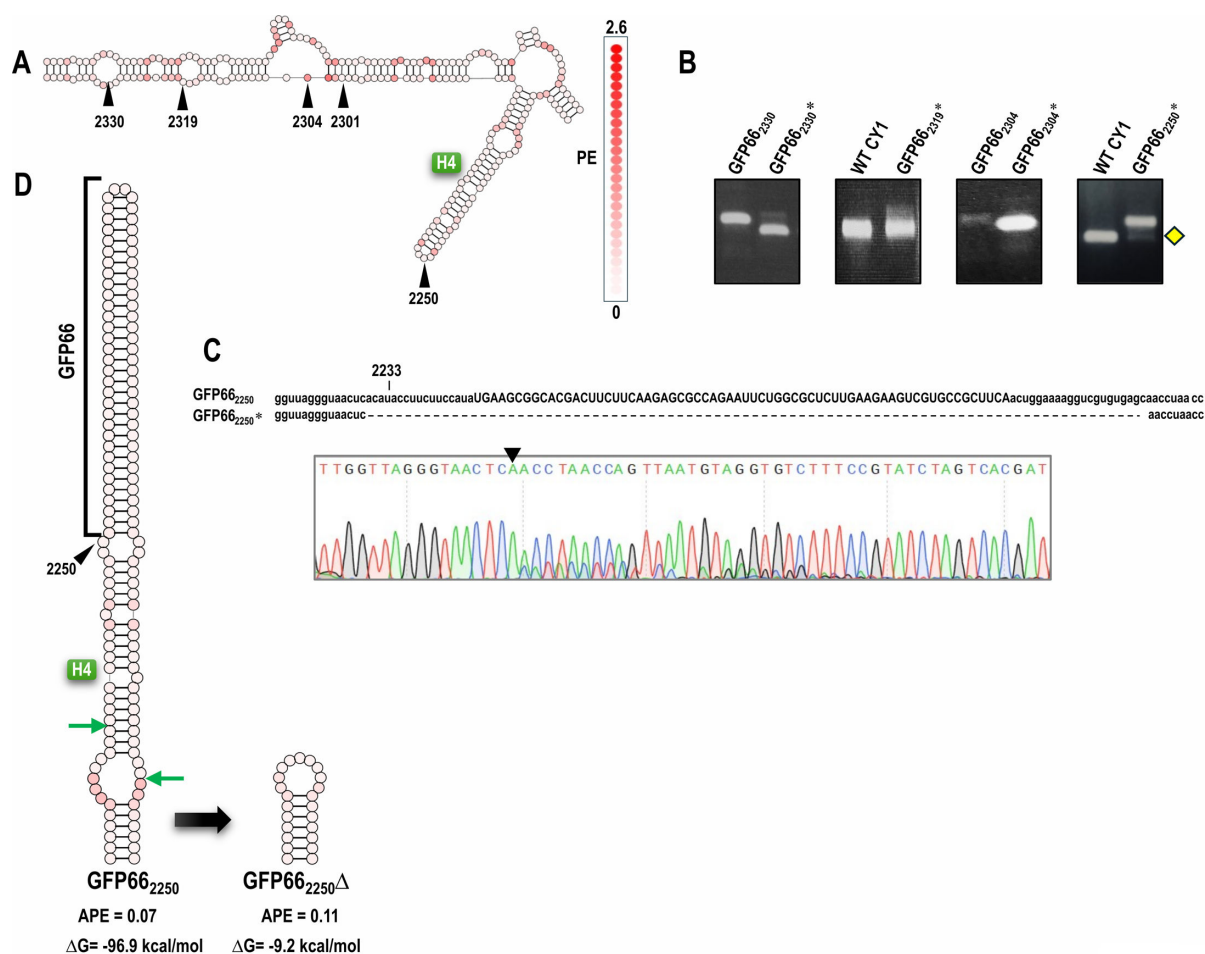 A
2330
2319
2304
2301
H4
2250
2.6
PE
0
B
GFP66₂₃₃₀
GFP66₂₃₃₀*
WT CY1
GFP66₂₃₁₉*
GFP66₂₃₀₄
GFP66₂₃₀₄*
WT CY1
GFP66₂₂₅₀*
C
2233
GFP66₂₂₅₀ gguuaggguaacucacauaccuucuuccauaUGAAGCGGCACGACUUCUUCAAGAGCGCCAGAAUUCUGGCGCUCUUGAAGAAGUCGUGCCGCUUCAacuggaaaaggucgugugagcaaccuaa cc
GFP66₂₂₅₀* gguuaggguaacuc------------------------------------------------------------------------------------------ aaccuaacc
TTGGTTAGGGTAACTCAACCTAACCAGTTAATGTAGGTGTCTTTCCGTATCTAGTCACGAT
D
GFP66
2250
H4
GFP66₂₂₅₀
GFP66₂₂₅₀Δ
APE = 0.07
APE = 0.11
ΔG= -96.9 kcal/mol
ΔG= -9.2 kcal/mol